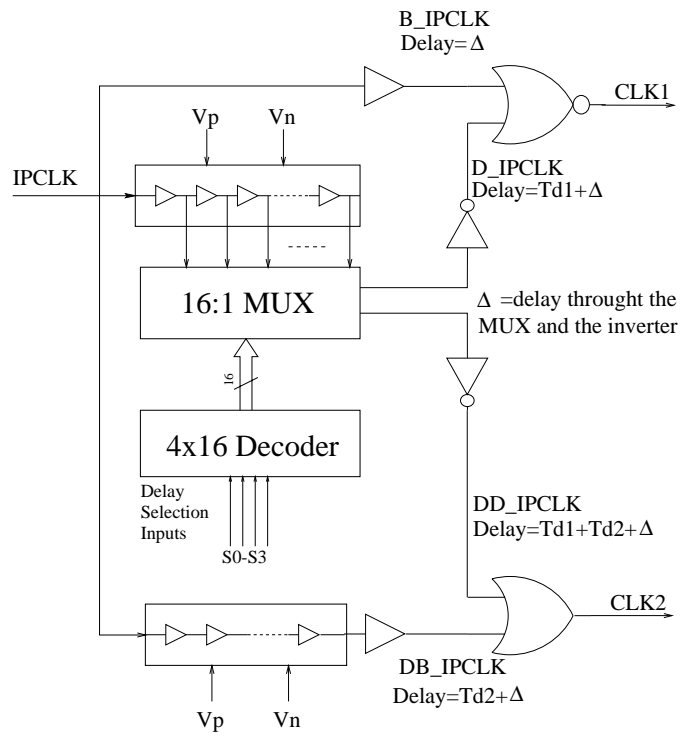 B_IPCLK
Delay=Δ
CLK1
Vp
Vn
IPCLK
D_IPCLK
Delay=Td1+Δ
16:1 MUX
Δ =delay throught the
MUX and the inverter
16
4x16 Decoder
Delay
Selection
Inputs
S0-S3
DD_IPCLK
Delay=Td1+Td2+Δ
CLK2
DB_IPCLK
Delay=Td2+Δ
Vp
Vn